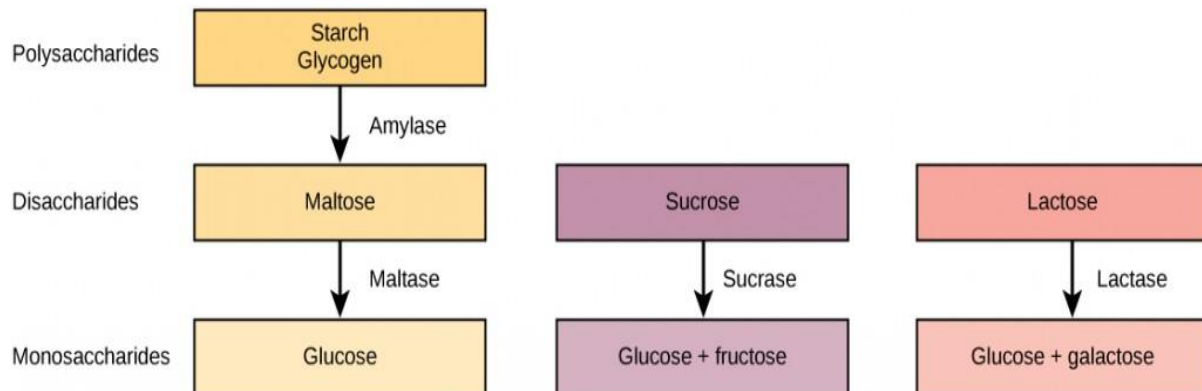 Polysaccharides
Starch
Glycogen
Amylase
Disaccharides
Maltose
Sucrose
Lactose
Maltase
Sucrase
Lactase
Monosaccharides
Glucose
Glucose + fructose
Glucose + galactose